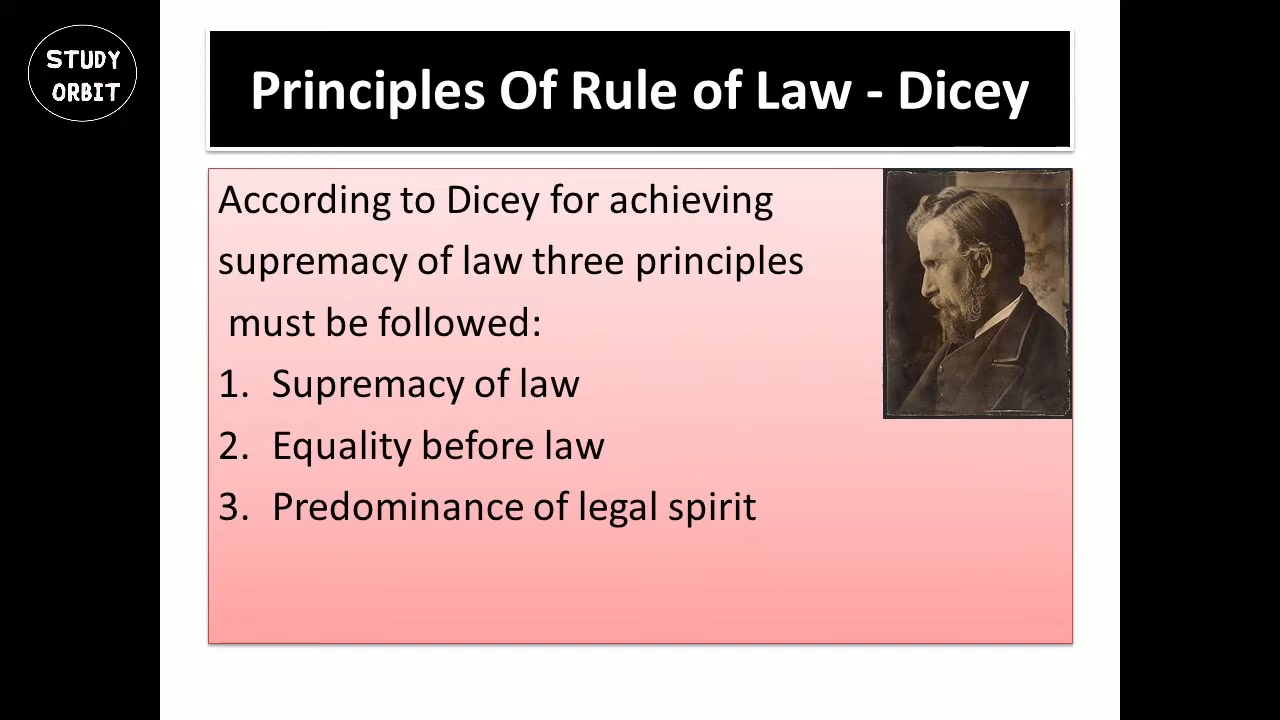 STUDY
ORBIT
Principles Of Rule of Law - Dicey
According to Dicey for achieving
supremacy of law three principles
must be followed:
1. Supremacy of law
2. Equality before law
3. Predominance of legal spirit